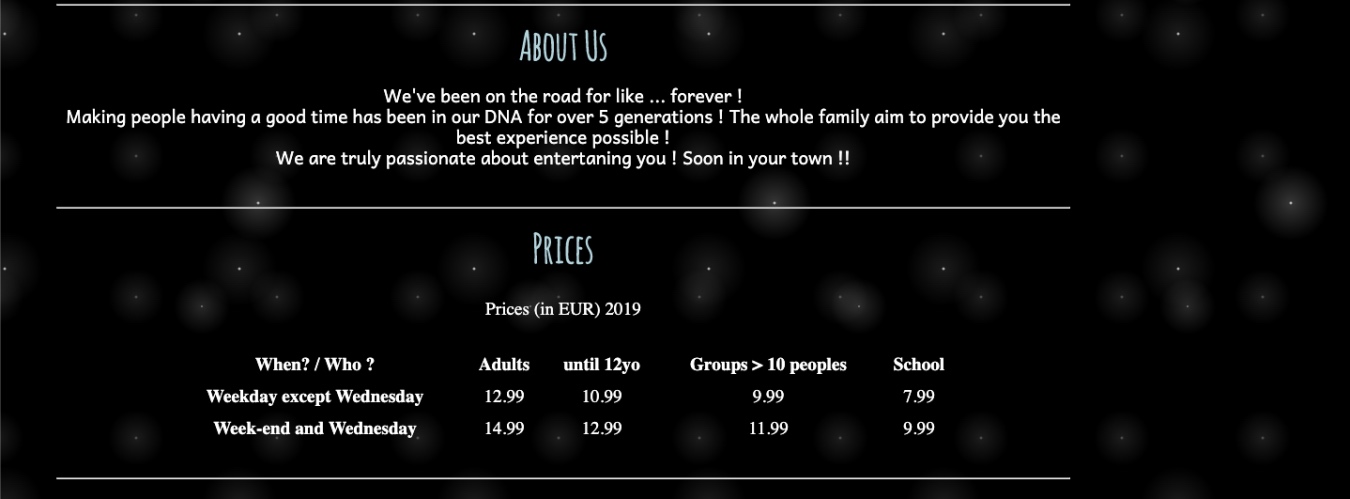 About Us
We've been on the road for like ... forever !
Making people having a good time has been in our DNA for over 5 generations ! The whole family aim to provide you the
best experience possible !
We are truly passionate about entertaning you ! Soon in your town !!
Prices
Prices (in EUR) 2019
When? / Who ? Adults until 12yo Groups > 10 peoples School
Weekday except Wednesday 12.99 10.99 9.99 7.99
Week-end and Wednesday 14.99 12.99 11.99 9.99